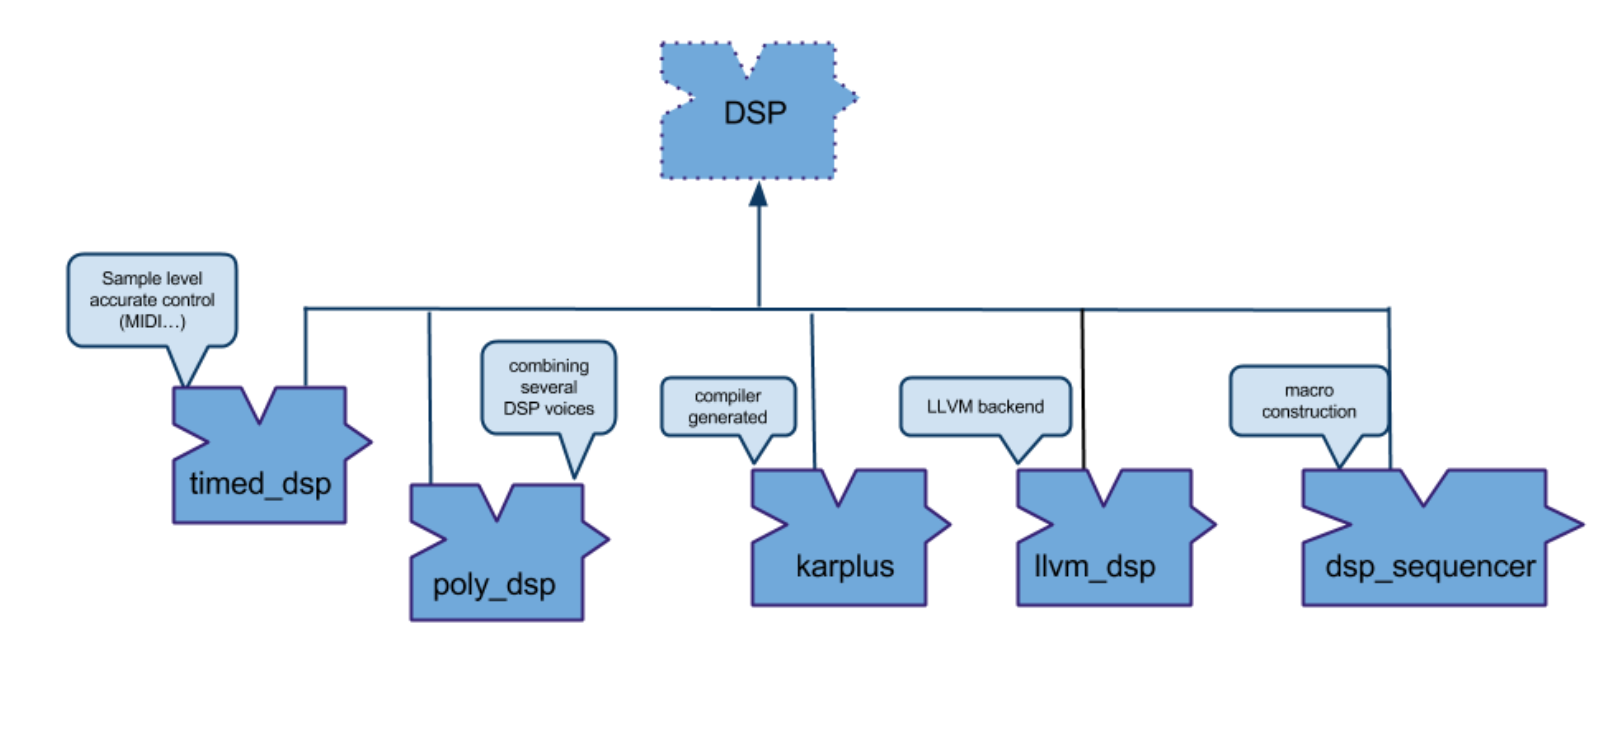 DSP
Sample level
accurate control
(MIDI...)
combining
several
DSP voices
compiler
generated
LLVM backend
macro
construction
timed_dsp
poly_dsp
karplus
llvm_dsp
dsp_sequencer